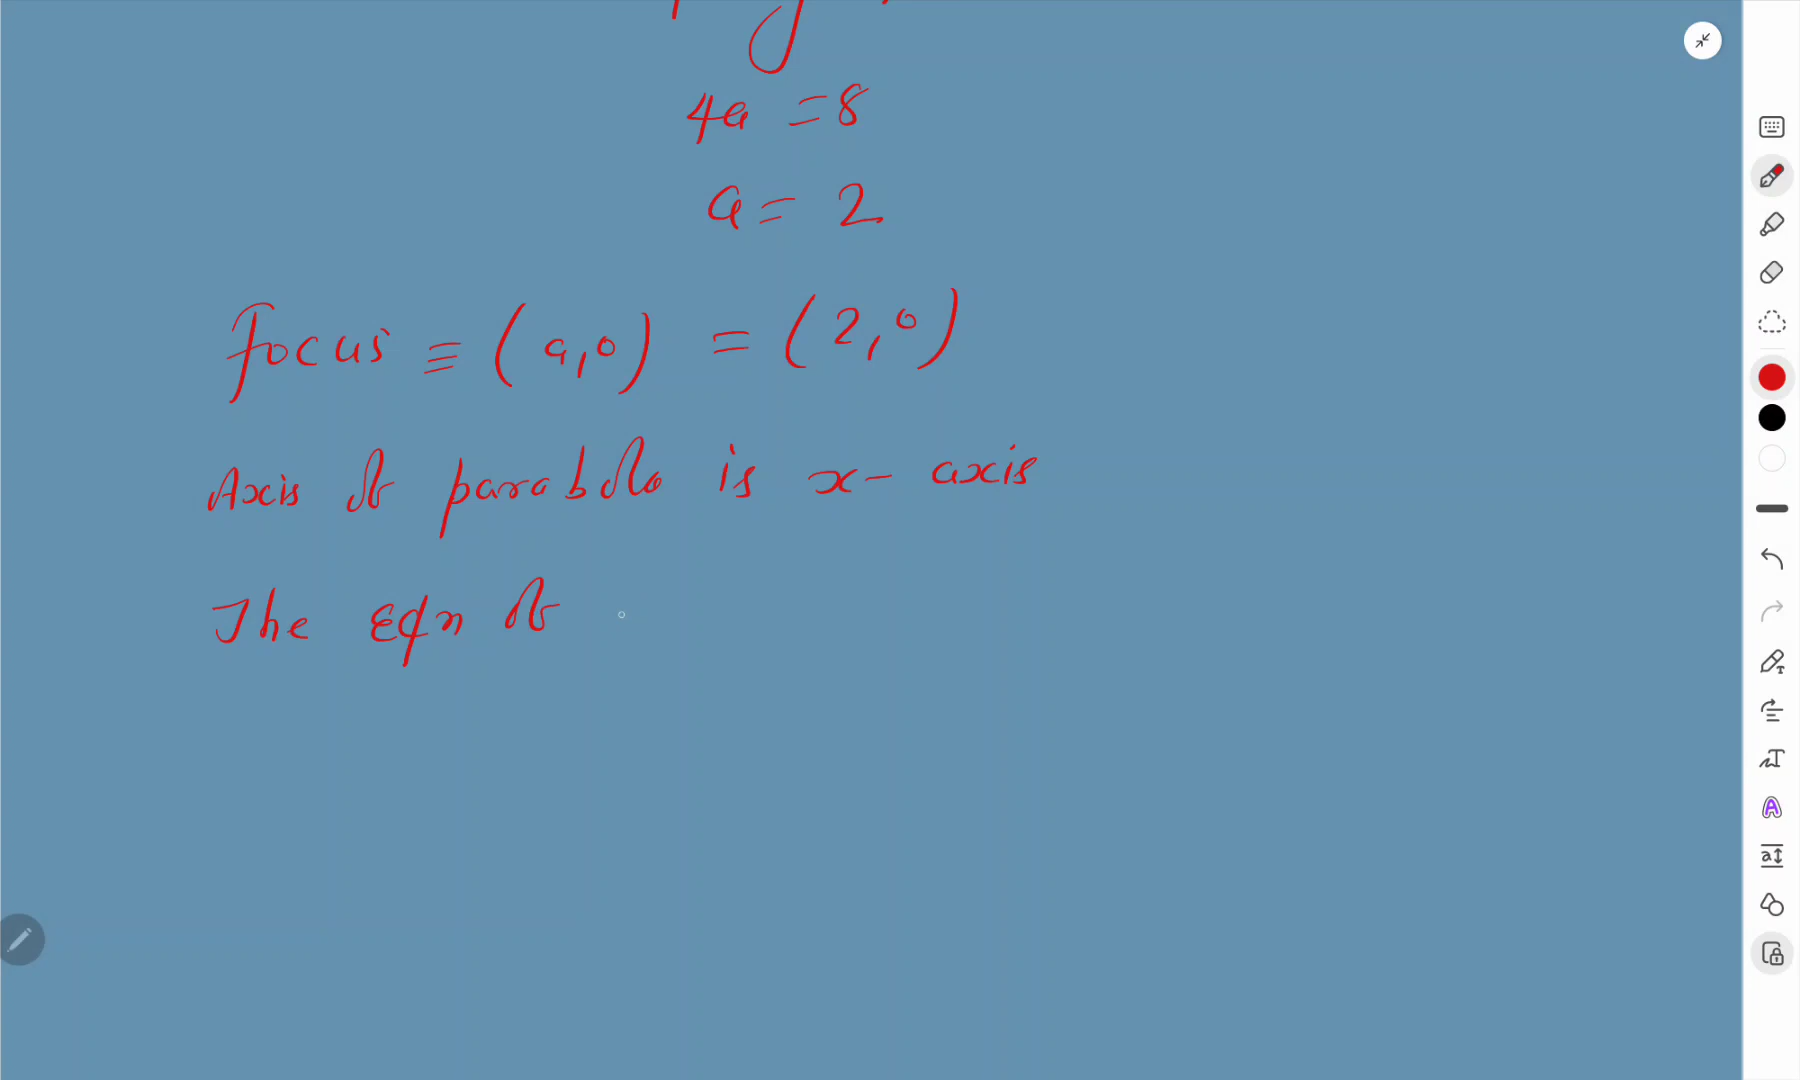 4a = 8
a = 2
focus ≡ (a,0) = (2,0)
Axis of parabola is x- axis
The Eqn of